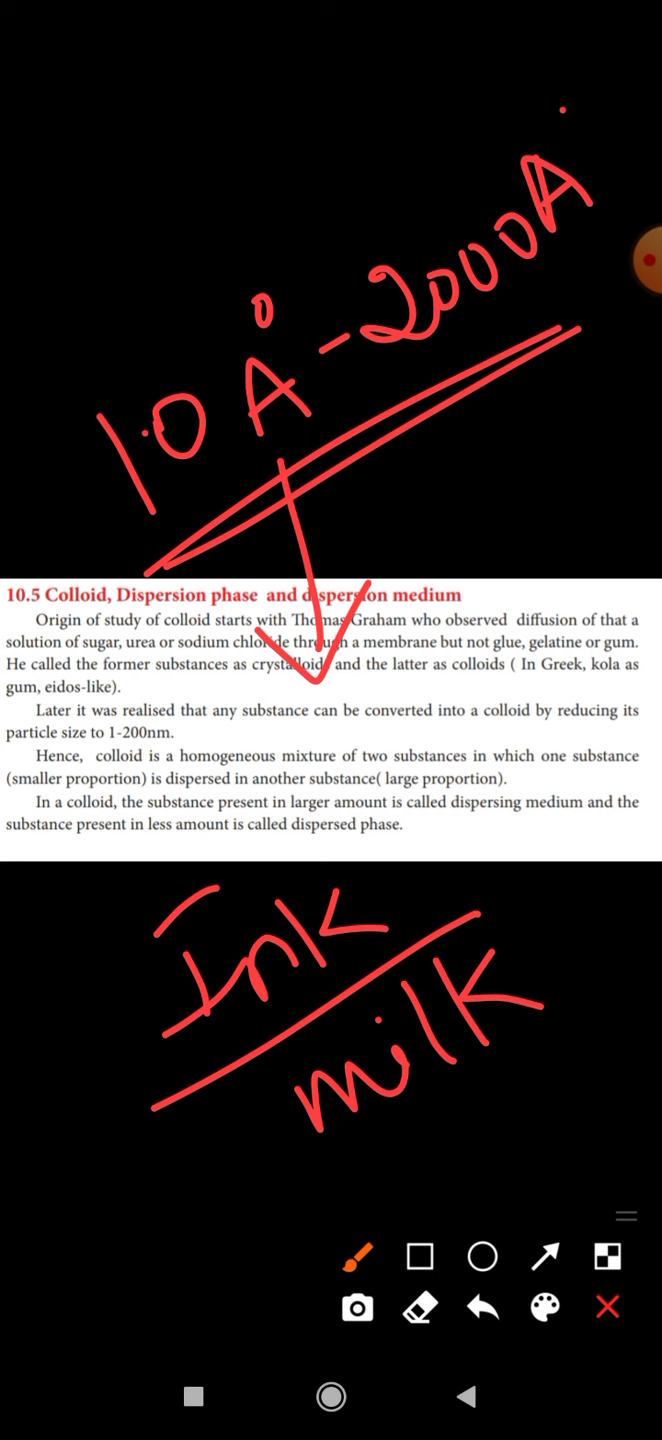 10 Å - 2000A
10.5 Colloid, Dispersion phase and dispersion medium
Origin of study of colloid starts with Thomas Graham who observed diffusion of that a
solution of sugar, urea or sodium chloride through a membrane but not glue, gelatine or gum.
He called the former substances as crystalloids and the latter as colloids ( In Greek, kola as
gum, eidos-like).
Later it was realised that any substance can be converted into a colloid by reducing its
particle size to 1-200nm.
Hence, colloid is a homogeneous mixture of two substances in which one substance
(smaller proportion) is dispersed in another substance( large proportion).
In a colloid, the substance present in larger amount is called dispersing medium and the
substance present in less amount is called dispersed phase.
Ink
milk